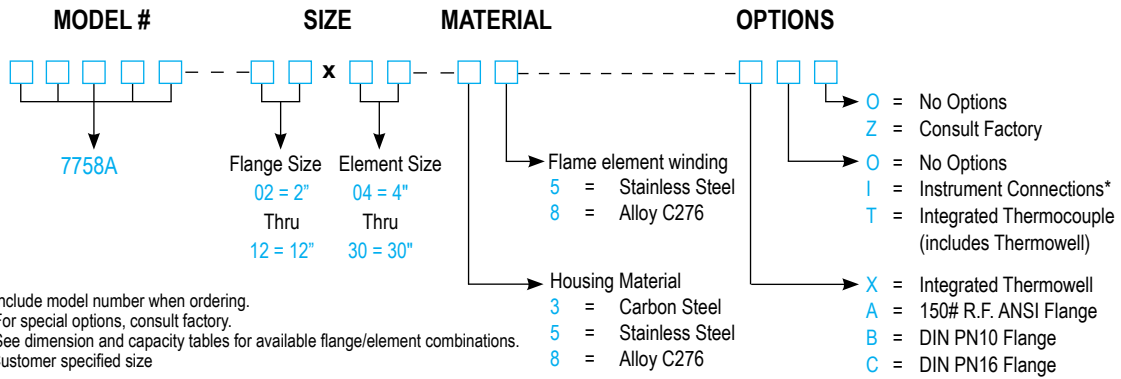 MODEL # SIZE MATERIAL OPTIONS
x
7758A
Flange Size
02 = 2”
Thru
12 = 12”
Element Size
04 = 4"
Thru
30 = 30"
Flame element winding
5 = Stainless Steel
8 = Alloy C276
Housing Material
3 = Carbon Steel
5 = Stainless Steel
8 = Alloy C276
O = No Options
Z = Consult Factory
O = No Options
I = Instrument Connections*
T = Integrated Thermocouple
(includes Thermowell)
X = Integrated Thermowell
A = 150# R.F. ANSI Flange
B = DIN PN10 Flange
C = DIN PN16 Flange
nclude model number when ordering.
For special options, consult factory.
See dimension and capacity tables for available flange/element combinations.
ustomer specified size